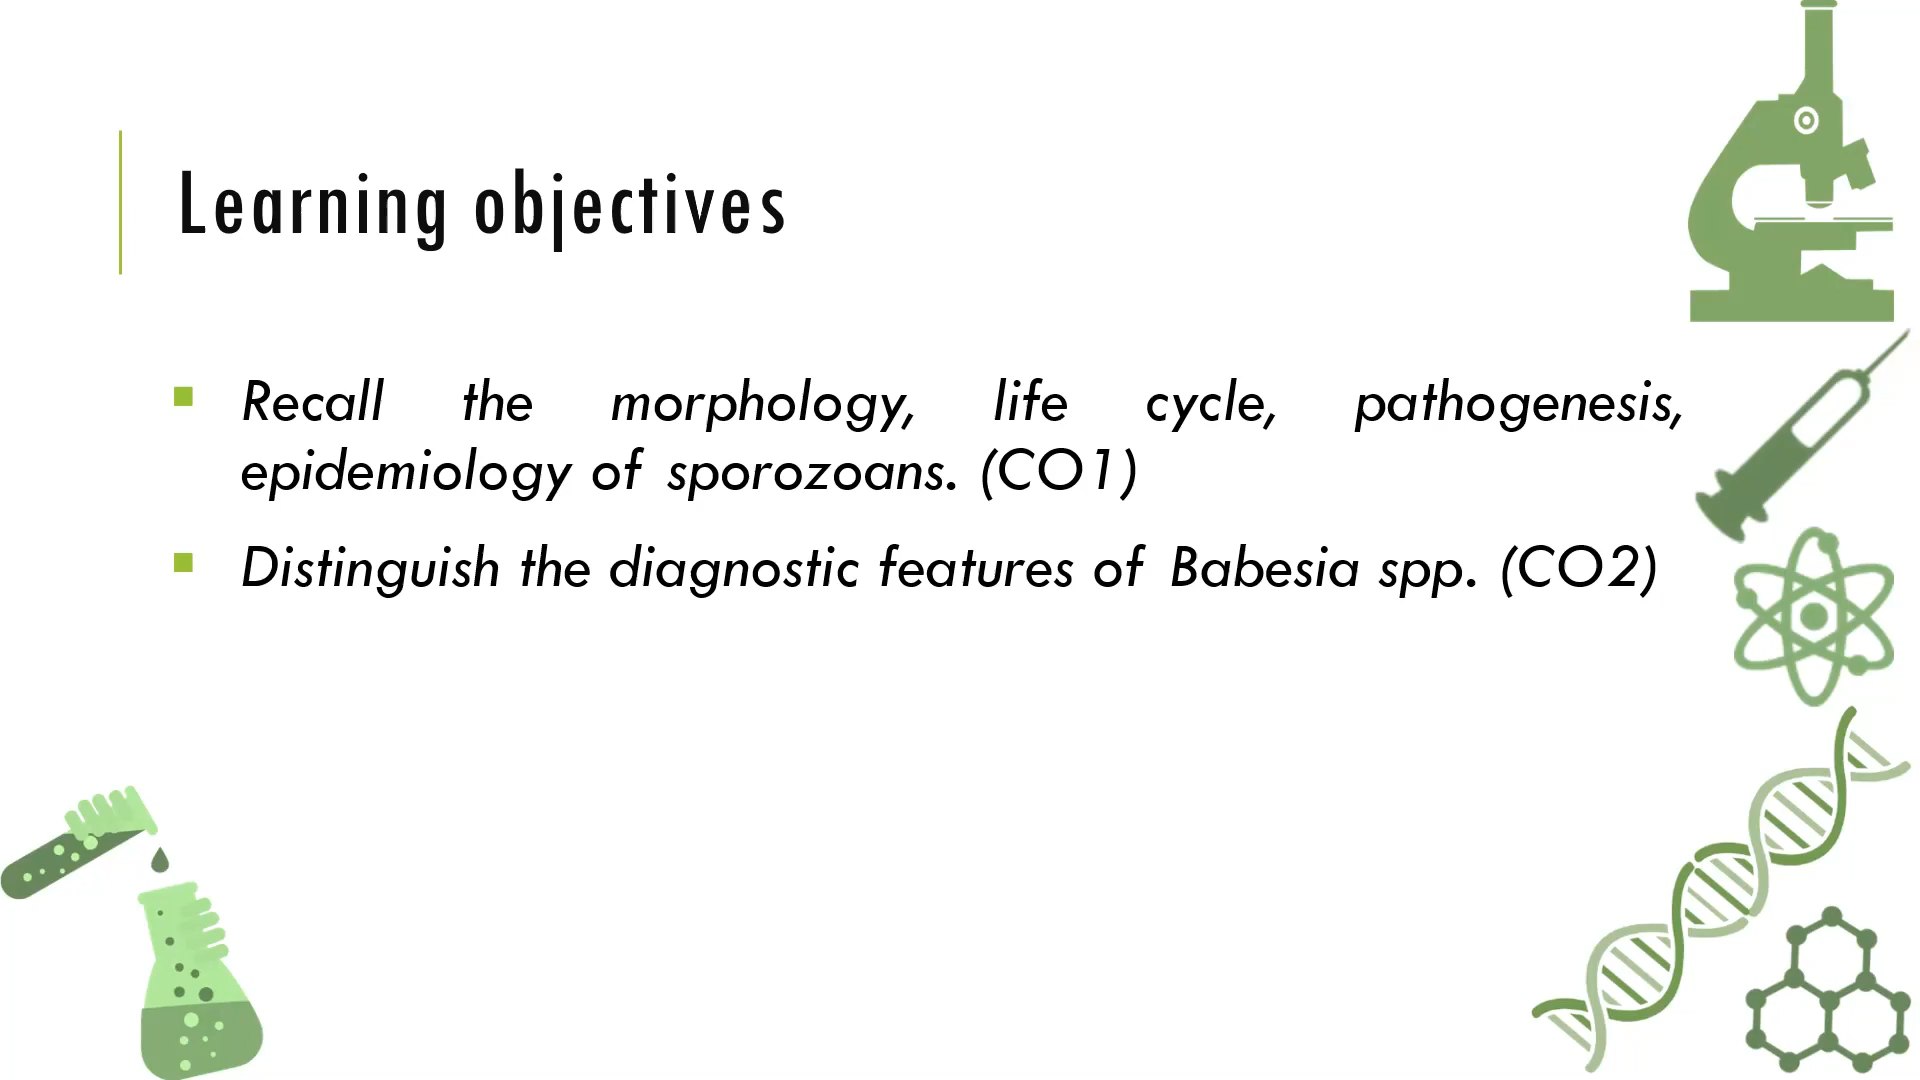 Learning objectives
▪ Recall the morphology, life cycle, pathogenesis,
epidemiology of sporozoans. (CO1)
▪ Distinguish the diagnostic features of Babesia spp. (CO2)